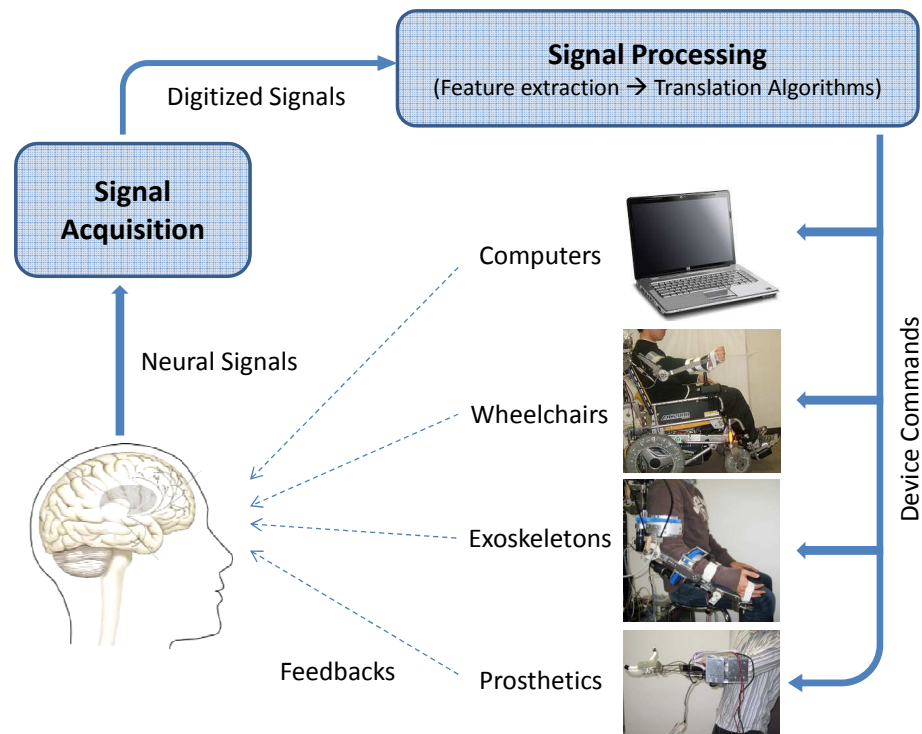 Signal Processing
(Feature extraction → Translation Algorithms)
Digitized Signals
Signal
Acquisition
Computers
Neural Signals
Wheelchairs
Device Commands
Exoskeletons
Feedbacks
Prosthetics